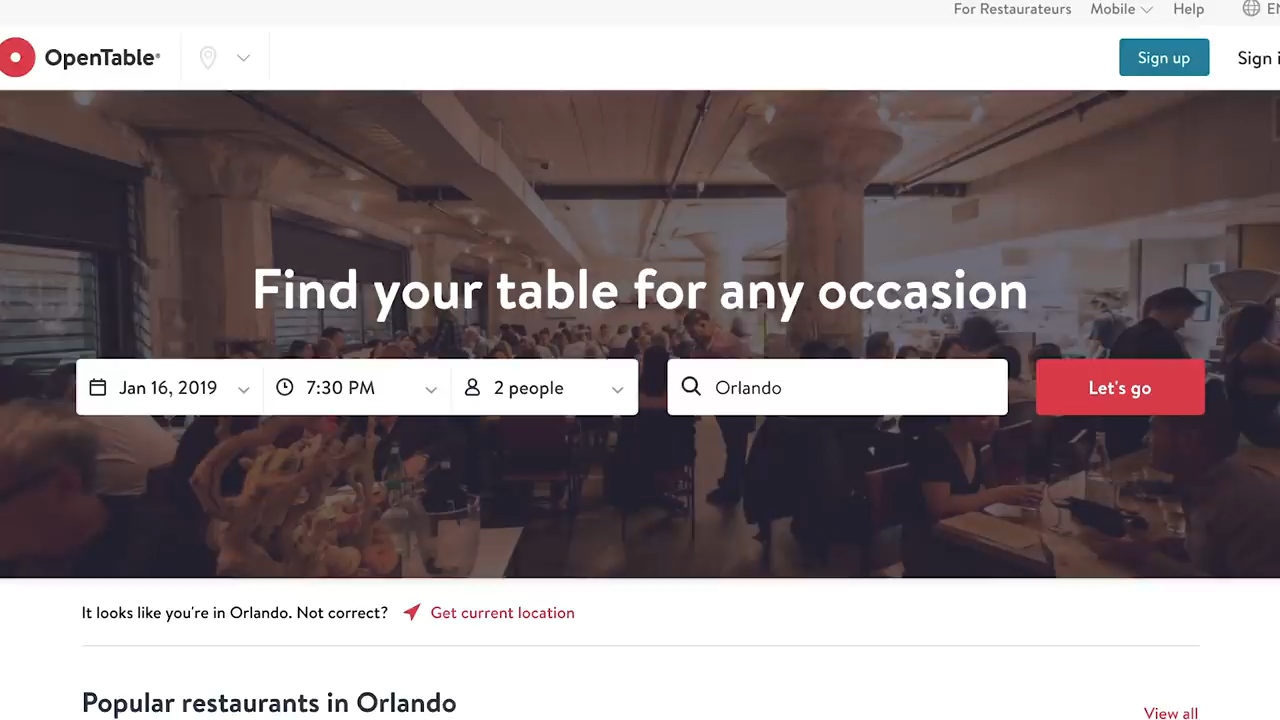 For Restaurateurs Mobile Help EN
OpenTable®
Sign up Sign i
Find your table for any occasion
Jan 16, 2019 7:30 PM 2 people Orlando Let's go
It looks like you're in Orlando. Not correct? Get current location
Popular restaurants in Orlando
View all